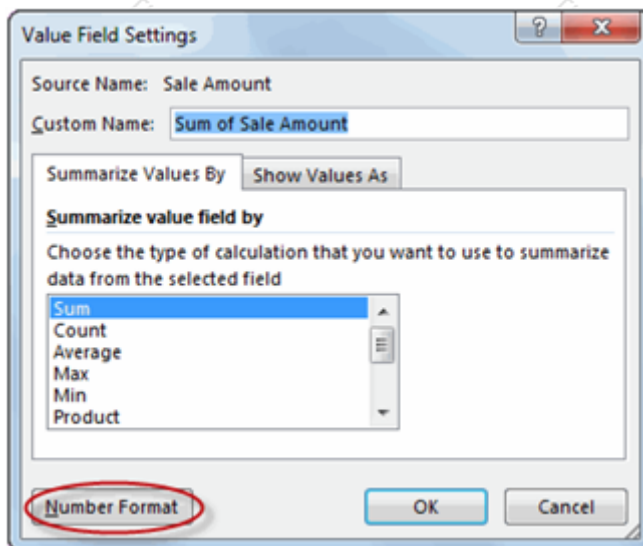 Value Field Settings
?
Source Name: Sale Amount
Custom Name: Sum of Sale Amount
Summarize Values By Show Values As
Summarize value field by
Choose the type of calculation that you want to use to summarize
data from the selected field
Sum
Count
Average
Max
Min
Product
Number Format OK Cancel